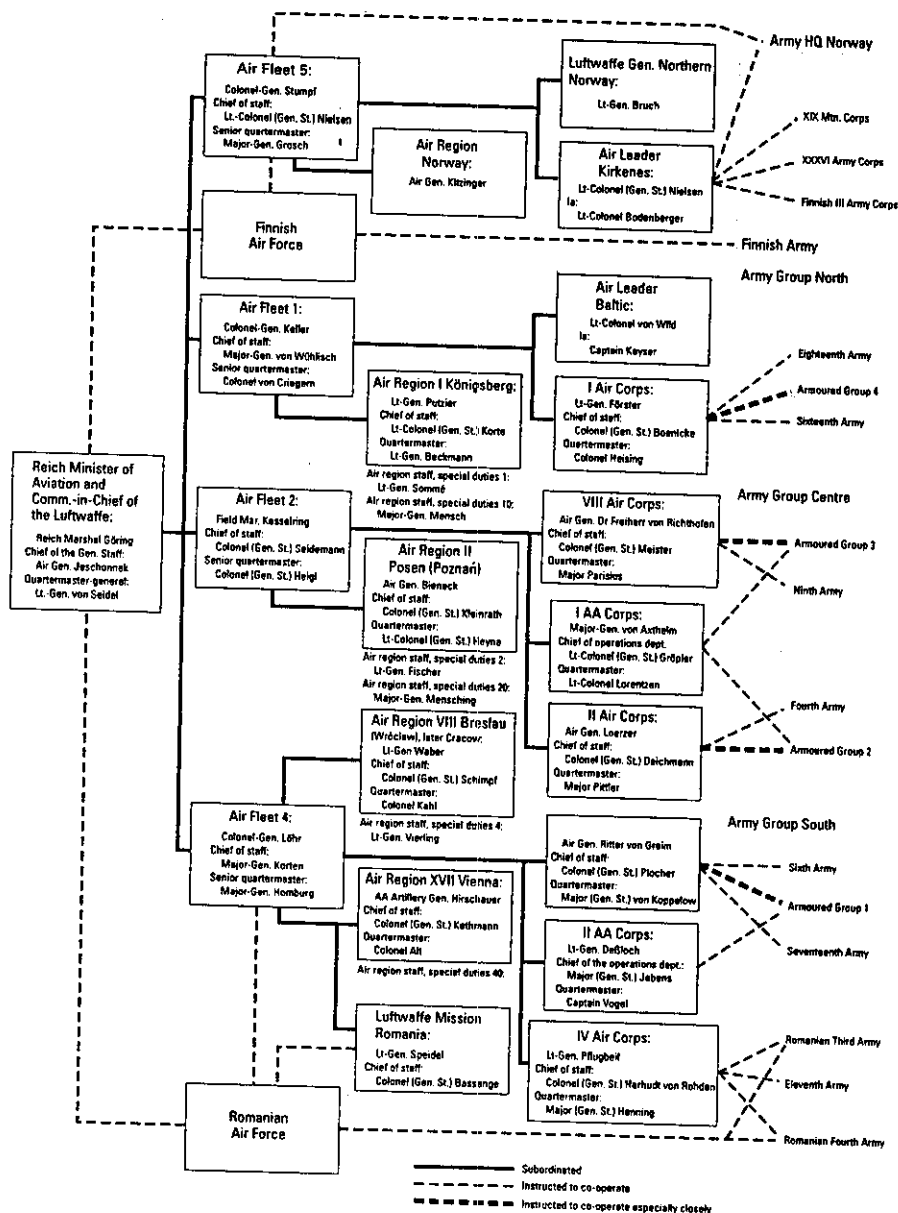 Army HQ Norway
Air Fleet 5:
Colonel-Gen. Stumpf
Chief of staff:
Lt.-Colonel (Gen. St.) Nielsen
Senior quartermaster:
Major-Gen. Grosch
Luftwaffe Gen. Northern
Norway:
Lt-Gen. Bruch
Air Region
Norway:
Air Gen. Kitzinger
Air Leader
Kirkenes:
Lt-Colonel (Gen. St.) Nielsen
Ia:
Lt-Colonel Bodenberger
XIX Mtn. Corps
XXXVI Army Corps
Finnish III Army Corps
Finnish
Air Force
Finnish Army
Army Group North
Air Fleet 1:
Colonel-Gen. Keller
Chief of staff:
Major-Gen. von Wühlisch
Senior quartermaster:
Colonel von Criegern
Air Leader
Baltic:
Lt-Colonel von Wild
Ia:
Captain Keyser
Air Region I Königsberg:
Lt-Gen. Putzier
Chief of staff:
Lt-Colonel (Gen. St.) Korte
Quartermaster:
Lt-Gen. Beckmann
Air region staff, special duties 1:
Lt-Gen. Sommé
Air region staff, special duties 10:
Major-Gen. Mensch
I Air Corps:
Lt-Gen. Förster
Chief of staff:
Colonel (Gen. St.) Boenicke
Quartermaster:
Colonel Heising
Eighteenth Army
Armoured Group 4
Sixteenth Army
Reich Minister of
Aviation and
Comm.-in-Chief of
the Luftwaffe:
Reich Marshal Göring
Chief of the Gen. Staff:
Air Gen. Jeschonnek
Quartermaster-general:
Lt.-Gen. von Seidel
Army Group Centre
Air Fleet 2:
Field Mar. Kesselring
Chief of staff:
Colonel (Gen. St.) Seidemann
Senior quartermaster:
Colonel (Gen. St.) Heigl
Air Region II
Posen (Poznań)
Air Gen. Bieneck
Chief of staff:
Colonel (Gen. St.) Kleinrath
Quartermaster:
Lt-Colonel (Gen. St.) Heyna
Air region staff, special duties 2:
Lt-Gen. Fischer
Air region staff, special duties 20:
Major-Gen. Mensching
VIII Air Corps:
Air Gen. Dr Freiherr von Richthofen
Chief of staff:
Colonel (Gen. St.) Meister
Quartermaster:
Major Parisius
Armoured Group 3
Ninth Army
I AA Corps:
Major-Gen. von Axthelm
Chief of operations dept.
Lt-Colonel (Gen. St.) Gröpler
Quartermaster:
Lt-Colonel Lorentzen
II Air Corps:
Air Gen. Loerzer
Chief of staff:
Colonel (Gen. St.) Deichmann
Quartermaster:
Major Pittler
Fourth Army
Armoured Group 2
Air Region VIII Breslau
(Wrócław), later Cracow:
Lt-Gen Waber
Chief of staff:
Colonel (Gen. St.) Schimpf
Quartermaster:
Colonel Kahl
Air region staff, special duties 4:
Lt-Gen. Vierling
Army Group South
Air Fleet 4:
Colonel-Gen. Löhr
Chief of staff:
Major-Gen. Korten
Senior quartermaster:
Major-Gen. Homburg
Air Region XVII Vienna:
AA Artillery Gen. Hirschauer
Chief of staff:
Colonel (Gen. St.) Kathmann
Quartermaster:
Colonel Alt
Air region staff, special duties 40:
Air Gen. Ritter von Greim
Chief of staff:
Colonel (Gen. St.) Plocher
Quartermaster:
Major (Gen. St.) von Koppelow
Sixth Army
Armoured Group 1
Seventeenth Army
II AA Corps:
Lt-Gen. Deßloch
Chief of the operations dept.:
Major (Gen. St.) Jebens
Quartermaster:
Captain Vogel
Luftwaffe Mission
Romania:
Lt-Gen. Speidel
Chief of staff:
Colonel (Gen. St.) Bassenge
IV Air Corps:
Lt-Gen. Pflugbeil
Chief of staff:
Colonel (Gen. St.) Harhudt von Rohden
Quartermaster:
Major (Gen. St.) Henning
Romanian Third Army
Eleventh Army
Romanian Fourth Army
Romanian
Air Force
Subordinated
Instructed to co-operate
Instructed to co-operate especially closely